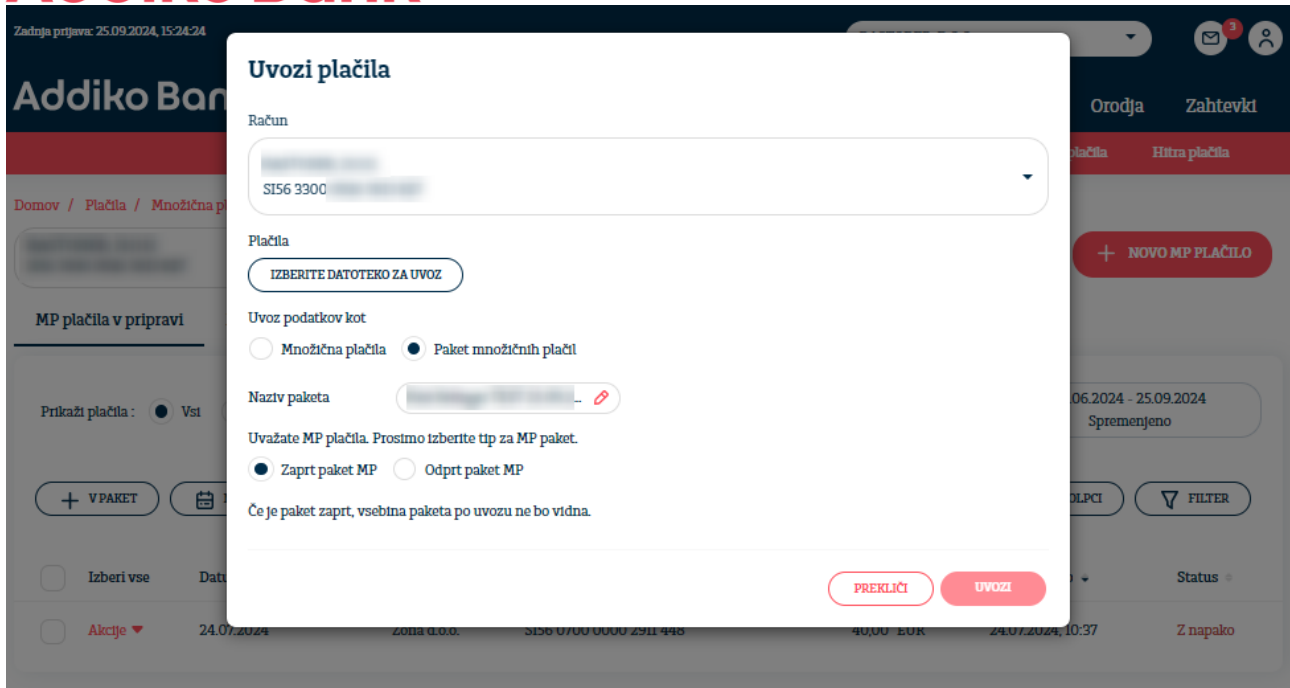 Addiko Bank
Zadnja prijava: 25.09.2024, 15:24:24
3
Addiko Ban
Orodja
Zahtevki
plačila
Hitra plačila
Domov / Plačila / Množična pl
NOVO MP PLAČILO
MP plačila v pripravi
Prikaži plačila :
Vsi
06.2024 - 25.09.2024
Spremenjeno
V PAKET
OLPCI
FILTER
Izberi vse
Datu
Status
Akcije
24.07.2024
Zona d.o.o.
SI56 0700 0000 2911 448
40,00 EUR
24.07.2024, 10:37
Z napako
Uvozi plačila
Račun
SI56 3300
Plačila
IZBERITE DATOTEKO ZA UVOZ
Uvoz podatkov kot
Množična plačila
Paket množičnih plačil
Naziv paketa
Uvažate MP plačila. Prosimo izberite tip za MP paket.
Zaprt paket MP
Odprt paket MP
Če je paket zaprt, vsebina paketa po uvozu ne bo vidna.
PREKLIČI
UVOZI